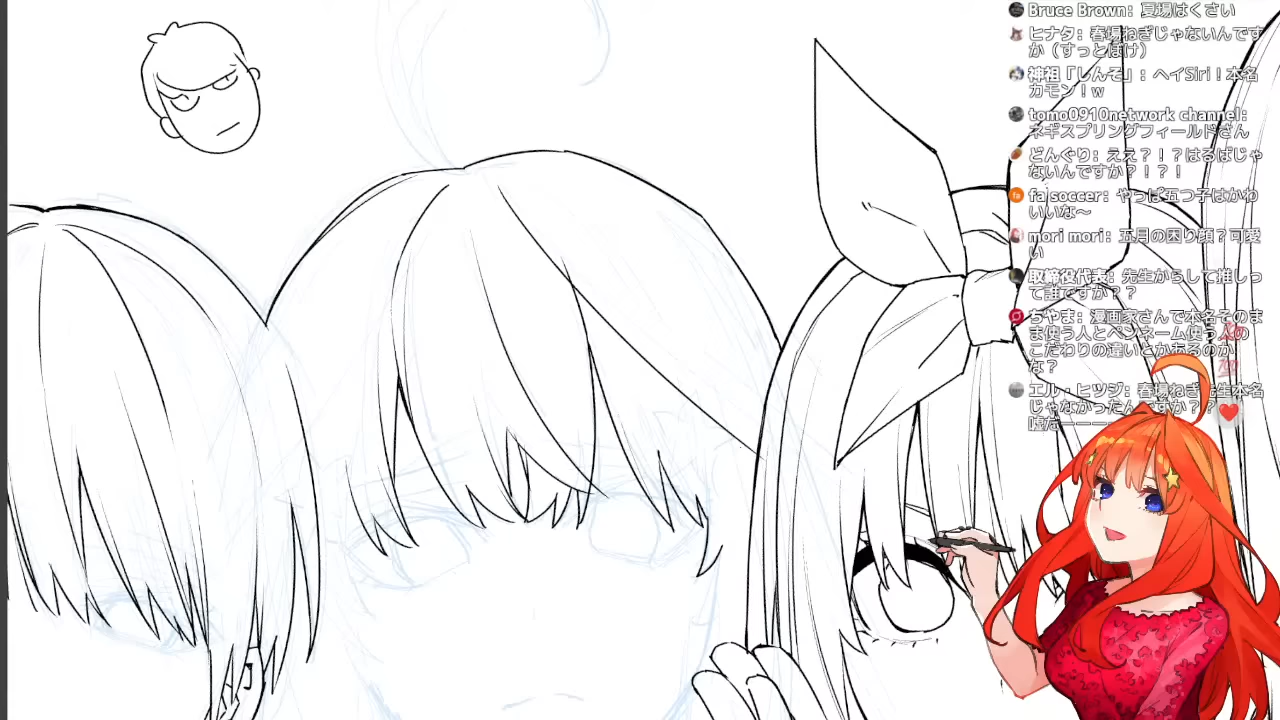 Bruce Brown: 夏場はくさい
ヒナタ: 春場ねぎじゃないんです
か（すっとぼけ）
神祖「しんそ」: ヘイSiri！本名
カモン！w
tomo0910network channel:
ネギスプリングフィールドさん
どんぐり: ええ？！？はるばじゃ
ないんですか？！？！
fa soccer: やっぱ五つ子はかわ
いいな～
mori mori: 五月の困り顔？可愛
い
取締役代表: 先生からして推しっ
て誰ですか？？
ちやま: 漫画家さんで本名そのま
ま使う人とペンネーム使う人の
こだわりの違いとかあるのか
な？
エル・ヒツジ: 春場ねぎ先生本名
じゃなかったんですか？？
嘘だーーーー